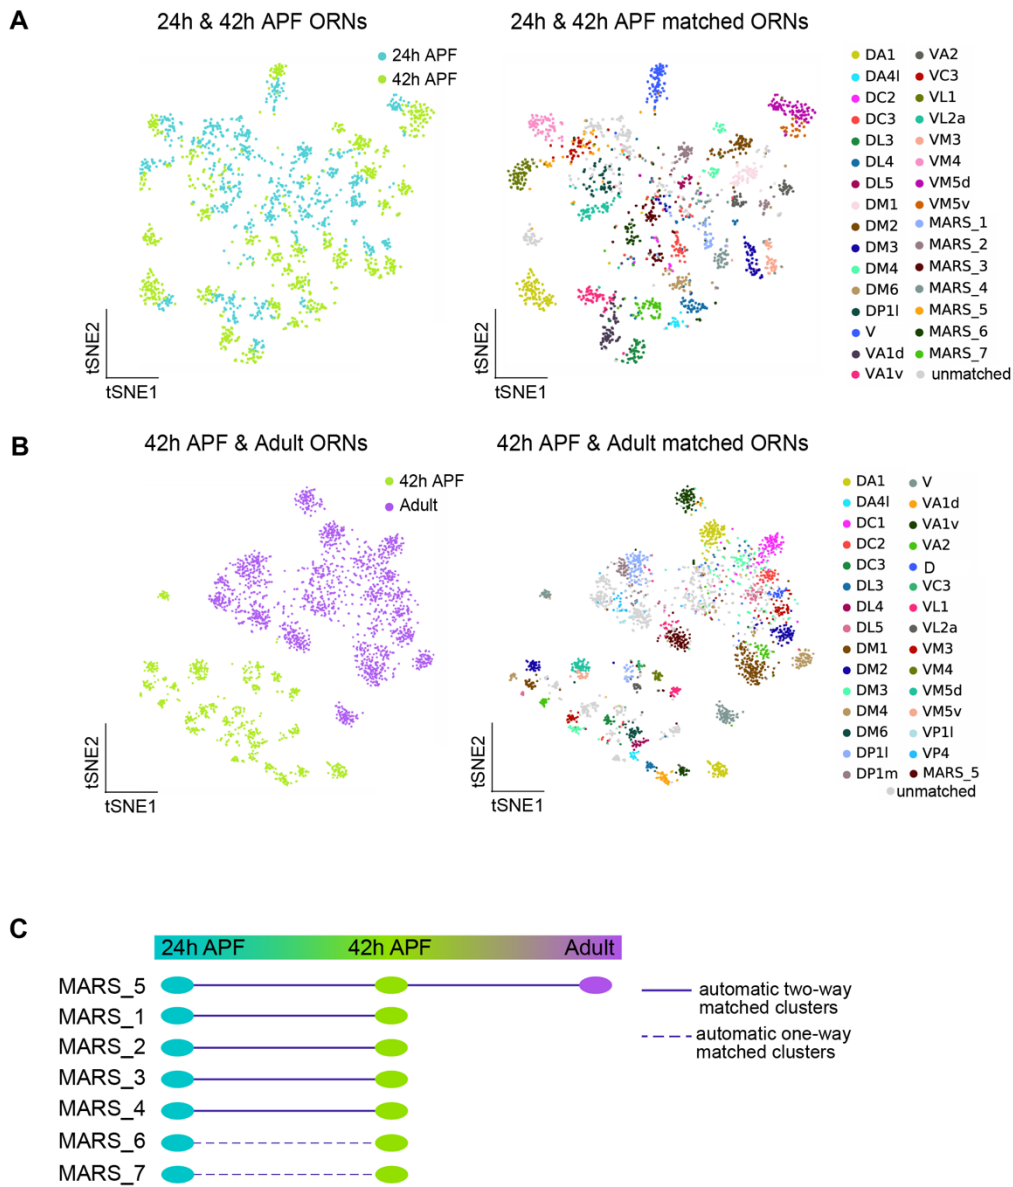 A
24h & 42h APF ORNs
24h APF
42h APF
tSNE2
tSNE1
24h & 42h APF matched ORNs
tSNE2
tSNE1
DA1
DA4l
DC2
DC3
DL3
DL4
DL5
DM1
DM2
DM3
DM4
DM6
DP1l
V
VA1d
VA1v
VA2
VC3
VL1
VL2a
VM3
VM4
VM5d
VM5v
MARS_1
MARS_2
MARS_3
MARS_4
MARS_5
MARS_6
MARS_7
unmatched
B
42h APF & Adult ORNs
42h APF
Adult
tSNE2
tSNE1
42h APF & Adult matched ORNs
tSNE2
tSNE1
DA1
DA4l
DC1
DC2
DC3
DL3
DL4
DL5
DM1
DM2
DM3
DM4
DM6
DP1l
DP1m
V
VA1d
VA1v
VA2
D
VC3
VL1
VL2a
VM3
VM4
VM5d
VM5v
VP1l
VP4
MARS_5
unmatched
C
24h APF 42h APF Adult
MARS_5
MARS_1
MARS_2
MARS_3
MARS_4
MARS_6
MARS_7
automatic two-way
matched clusters
automatic one-way
matched clusters